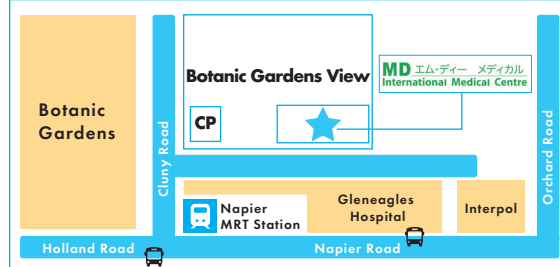 Botanic
Gardens
Cluny Road
Botanic Gardens View
CP
MD エム・ディー メディカル
International Medical Centre
Orchard Road
Napier
MRT Station
Gleneagles
Hospital
Interpol
Holland Road
Napier Road